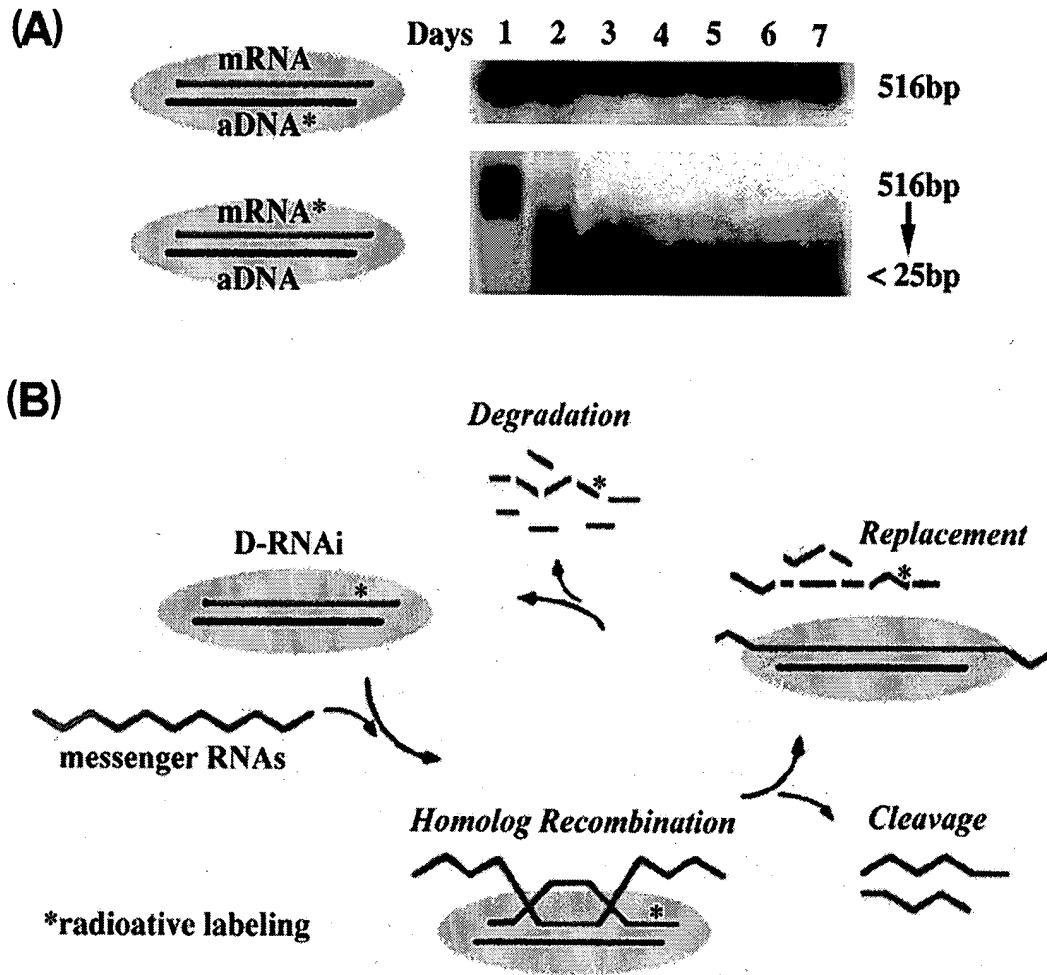 (A)
Days 1 2 3 4 5 6 7
mRNA
aDNA*
516bp
mRNA*
aDNA
516bp
< 25bp
(B)
Degradation
*
D-RNAi
*
Replacement
*
messenger RNAs
Homolog Recombination
*
Cleavage
*radioative labeling